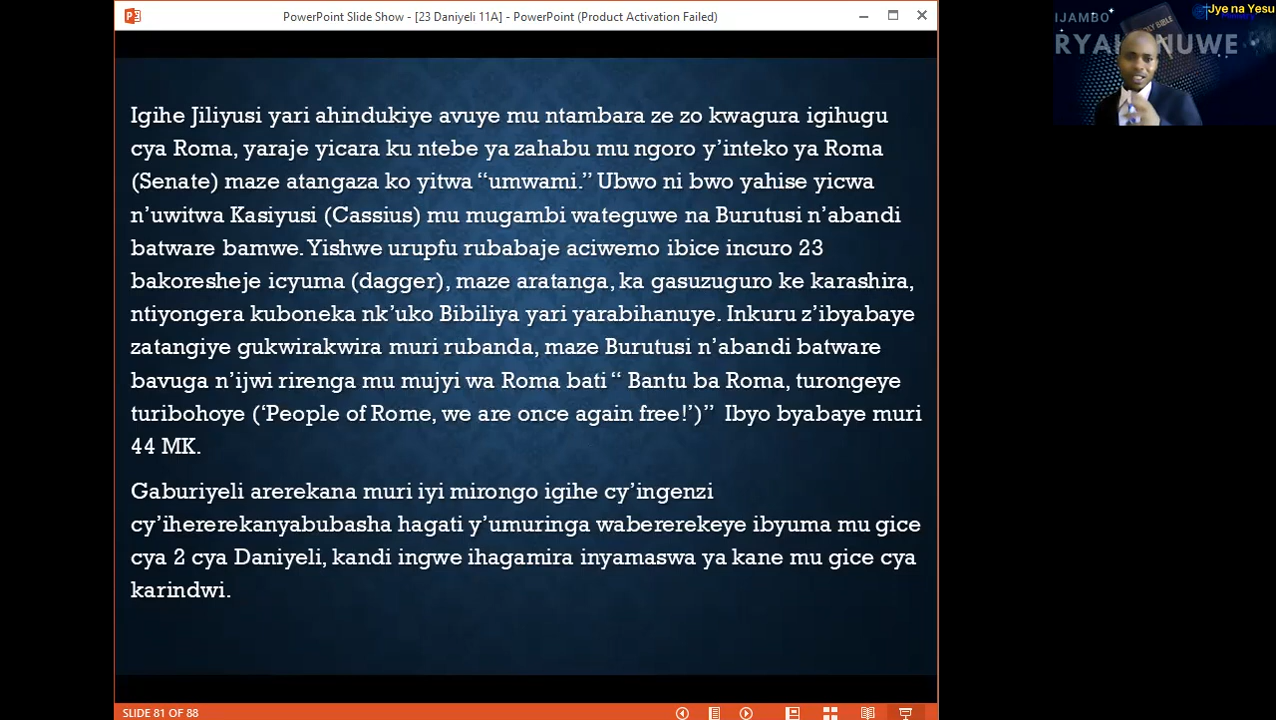 PowerPoint Slide Show - [23 Daniyeli 11A] - PowerPoint (Product Activation Failed)
Igihe Jiliyusi yari ahindukiye avuye mu ntambara ze zo kwagura igihugu
cya Roma, yaraje yicara ku ntebe ya zahabu mu ngoro y’inteko ya Roma
(Senate) maze atangaza ko yitwa “umwami.” Ubwo ni bwo yahise yicwa
n’uwitwa Kasiyusi (Cassius) mu mugambi wateguwe na Burutusi n’abandi
batware bamwe. Yishwe urupfu rubabaje aciwemo ibice incuro 23
bakoresheje icyuma (dagger), maze aratanga, ka gasuzuguro ke karashira,
ntiyongera kuboneka nk’uko Bibiliya yari yarabihanuye. Inkuru z’ibyabaye
zatangiye gukwirakwira muri rubanda, maze Burutusi n’abandi batware
bavuga n’ijwi rirenga mu mujyi wa Roma bati “ Bantu ba Roma, turongeye
turibohoye (‘People of Rome, we are once again free!’)” Ibyo byabaye muri
44 MK.
Gaburiyeli arerekana muri iyi mirongo igihe cy’ingenzi
cy’ihererekanyabubasha hagati y’umuringa wabererekeye ibyuma mu gice
cya 2 cya Daniyeli, kandi ingwe ihagamira inyamaswa ya kane mu gice cya
karindwi.
SLIDE 81 OF 88
Jye na Yesu
IJAMBO
BIBLE